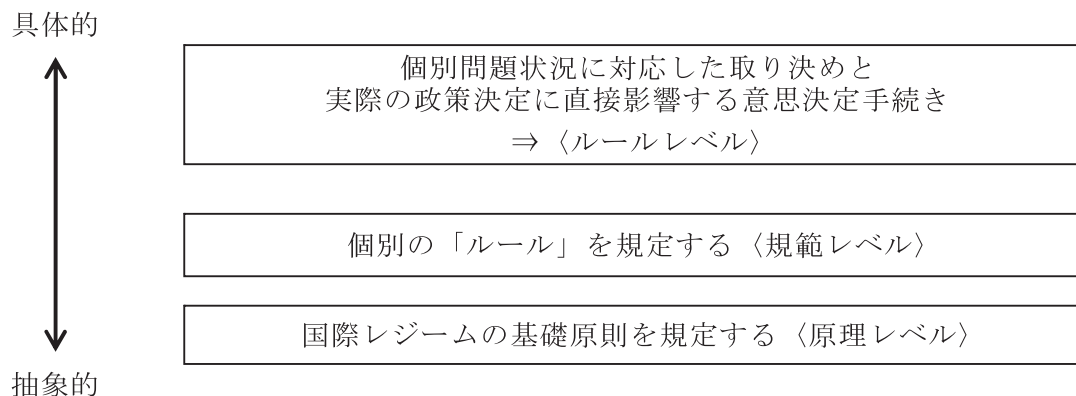 具体的
個別問題状況に対応した取り決めと
実際の政策決定に直接影響する意思決定手続き
⇒〈ルールレベル〉
個別の「ルール」を規定する〈規範レベル〉
国際レジームの基礎原則を規定する〈原理レベル〉
抽象的